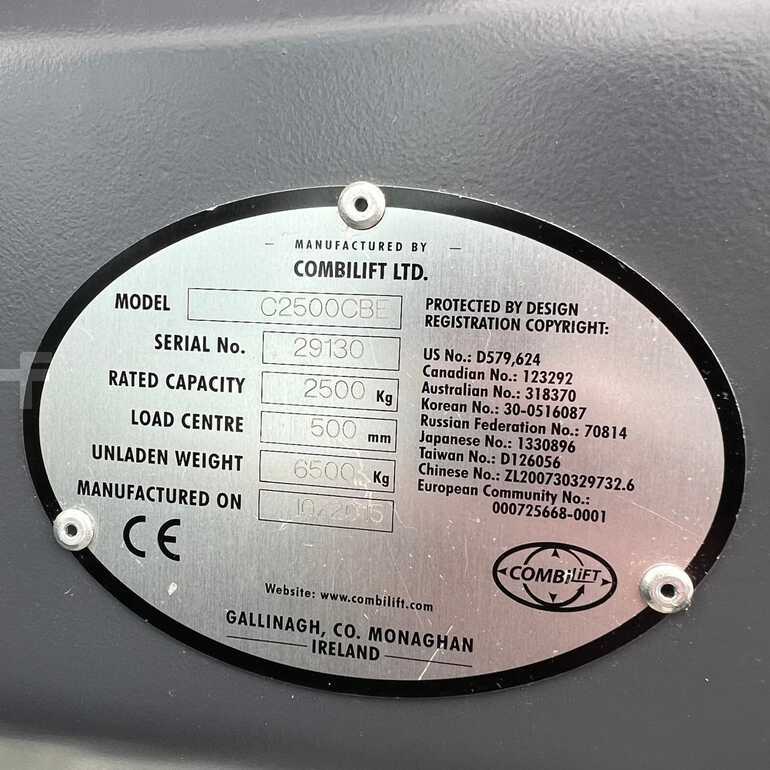 MANUFACTURED BY
COMBILIFT LTD.
MODEL C2500CBE
SERIAL No. 29130
RATED CAPACITY 2500 Kg
LOAD CENTRE 500 mm
UNLADEN WEIGHT 6500 Kg
MANUFACTURED ON 10/2015
CE
PROTECTED BY DESIGN
REGISTRATION COPYRIGHT:
US No.: D579,624
Canadian No.: 123292
Australian No.: 318370
Korean No.: 30-0516087
Russian Federation No.: 70814
Japanese No.: 1330896
Taiwan No.: D126056
Chinese No.: ZL200730329732.6
European Community No.:
000725668-0001
COMBiLiFT
Website: www.combilift.com
GALLINAGH, CO. MONAGHAN
IRELAND